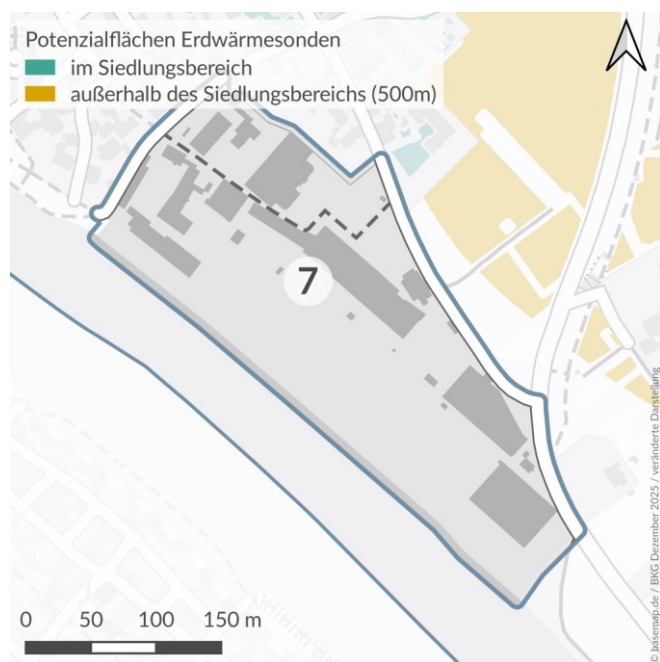 Potenzialflächen Erdwärmesonden
im Siedlungsbereich
außerhalb des Siedlungsbereichs (500m)
7
0 50 100 150 m
© basemap.de / BKG Dezember 2025 / veränderte Darstellung